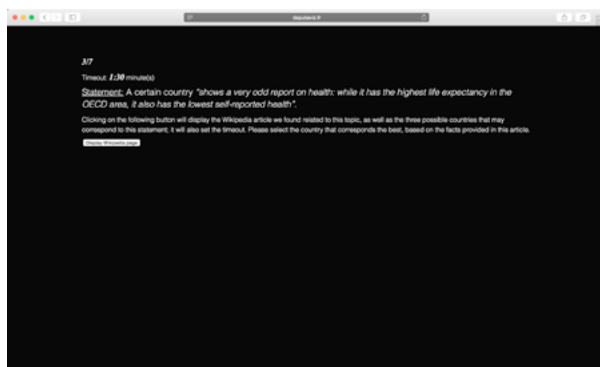 3/7
Timeout: 1:30 minute(s)
Statement: A certain country "shows a very odd report on health: while it has the highest life expectancy in the
OECD area, it also has the lowest self-reported health".
Clicking on the following button will display the Wikipedia article we found related to this topic, as well as the three possible countries that may
correspond to this statement; it will also set the timeout. Please select the country that corresponds the best, based on the facts provided in this article.
Display Wikipedia page